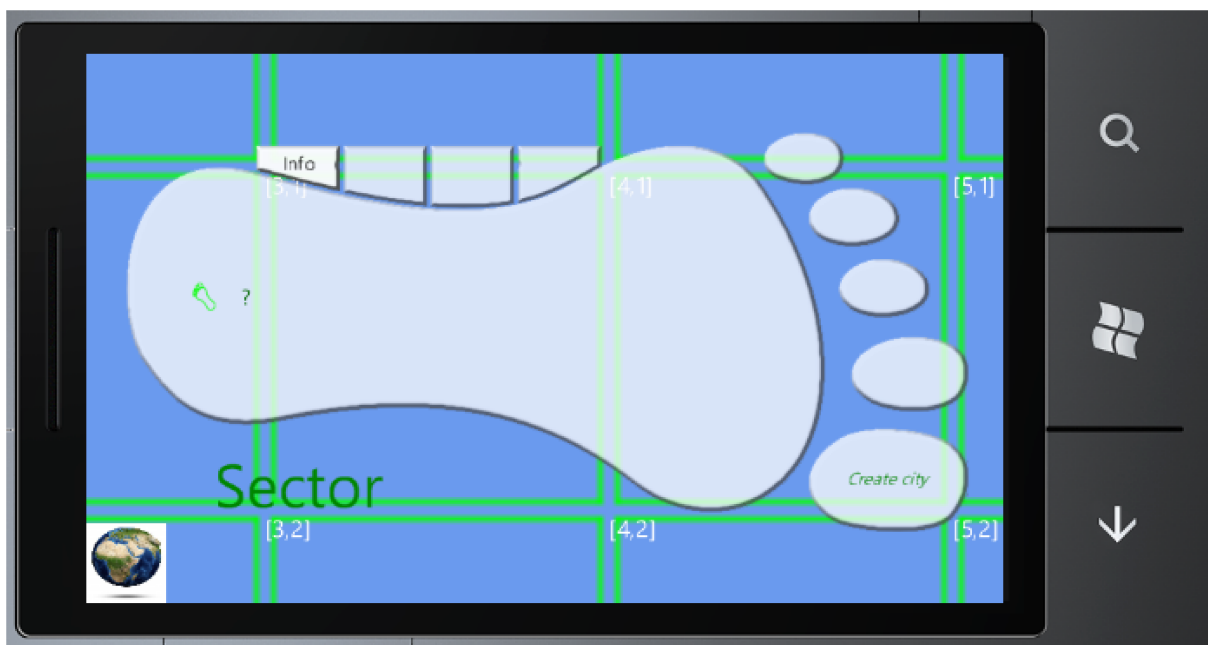 Info
[3,1]
[4,1]
[5,1]
?
Create city
Sector
[3,2]
[4,2]
[5,2]